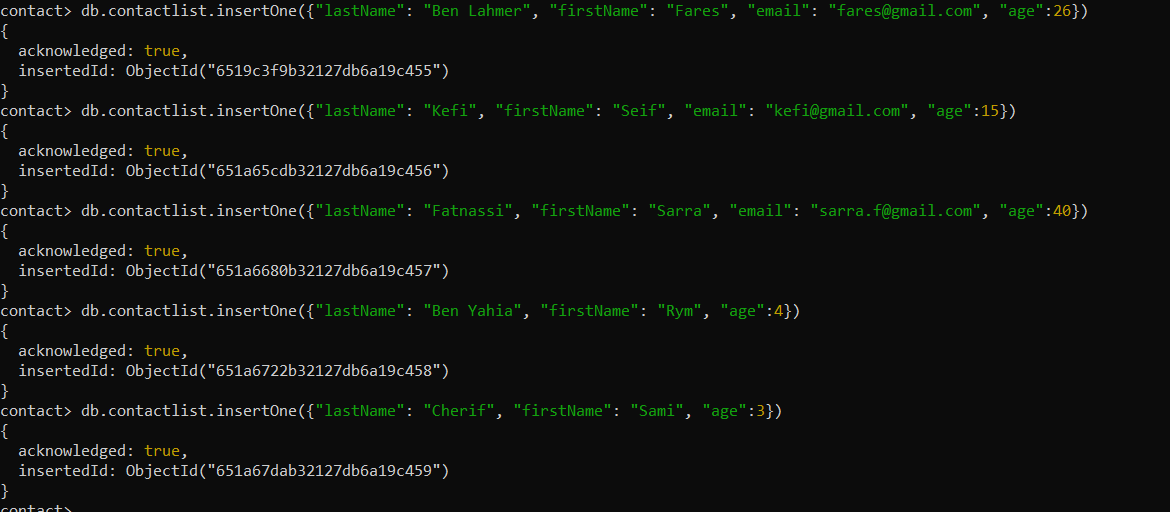 contact> db.contactlist.insertOne({"lastName": "Ben Lahmer", "firstName": "Fares", "email": "fares@gmail.com", "age":26})
{
  acknowledged: true,
  insertedId: ObjectId("6519c3f9b32127db6a19c455")
}
contact> db.contactlist.insertOne({"lastName": "Kefi", "firstName": "Seif", "email": "kefi@gmail.com", "age":15})
{
  acknowledged: true,
  insertedId: ObjectId("651a65cdb32127db6a19c456")
}
contact> db.contactlist.insertOne({"lastName": "Fatnassi", "firstName": "Sarra", "email": "sarra.f@gmail.com", "age":40})
{
  acknowledged: true,
  insertedId: ObjectId("651a6680b32127db6a19c457")
}
contact> db.contactlist.insertOne({"lastName": "Ben Yahia", "firstName": "Rym", "age":4})
{
  acknowledged: true,
  insertedId: ObjectId("651a6722b32127db6a19c458")
}
contact> db.contactlist.insertOne({"lastName": "Cherif", "firstName": "Sami", "age":3})
{
  acknowledged: true,
  insertedId: ObjectId("651a67dab32127db6a19c459")
}
contact>